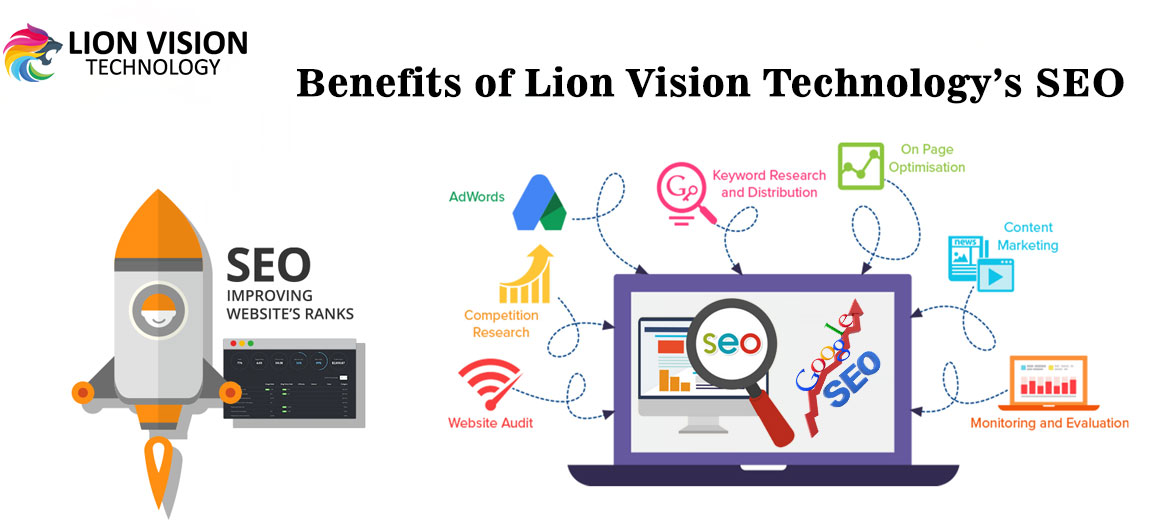 LION VISION
TECHNOLOGY
Benefits of Lion Vision Technology’s SEO
SEO
IMPROVING
WEBSITE’S RANKS
AdWords
Keyword Research
and Distribution
On Page
Optimisation
Competition
Research
Content
Marketing
news
Website Audit
Monitoring and Evaluation
G
seo
Google
SEO